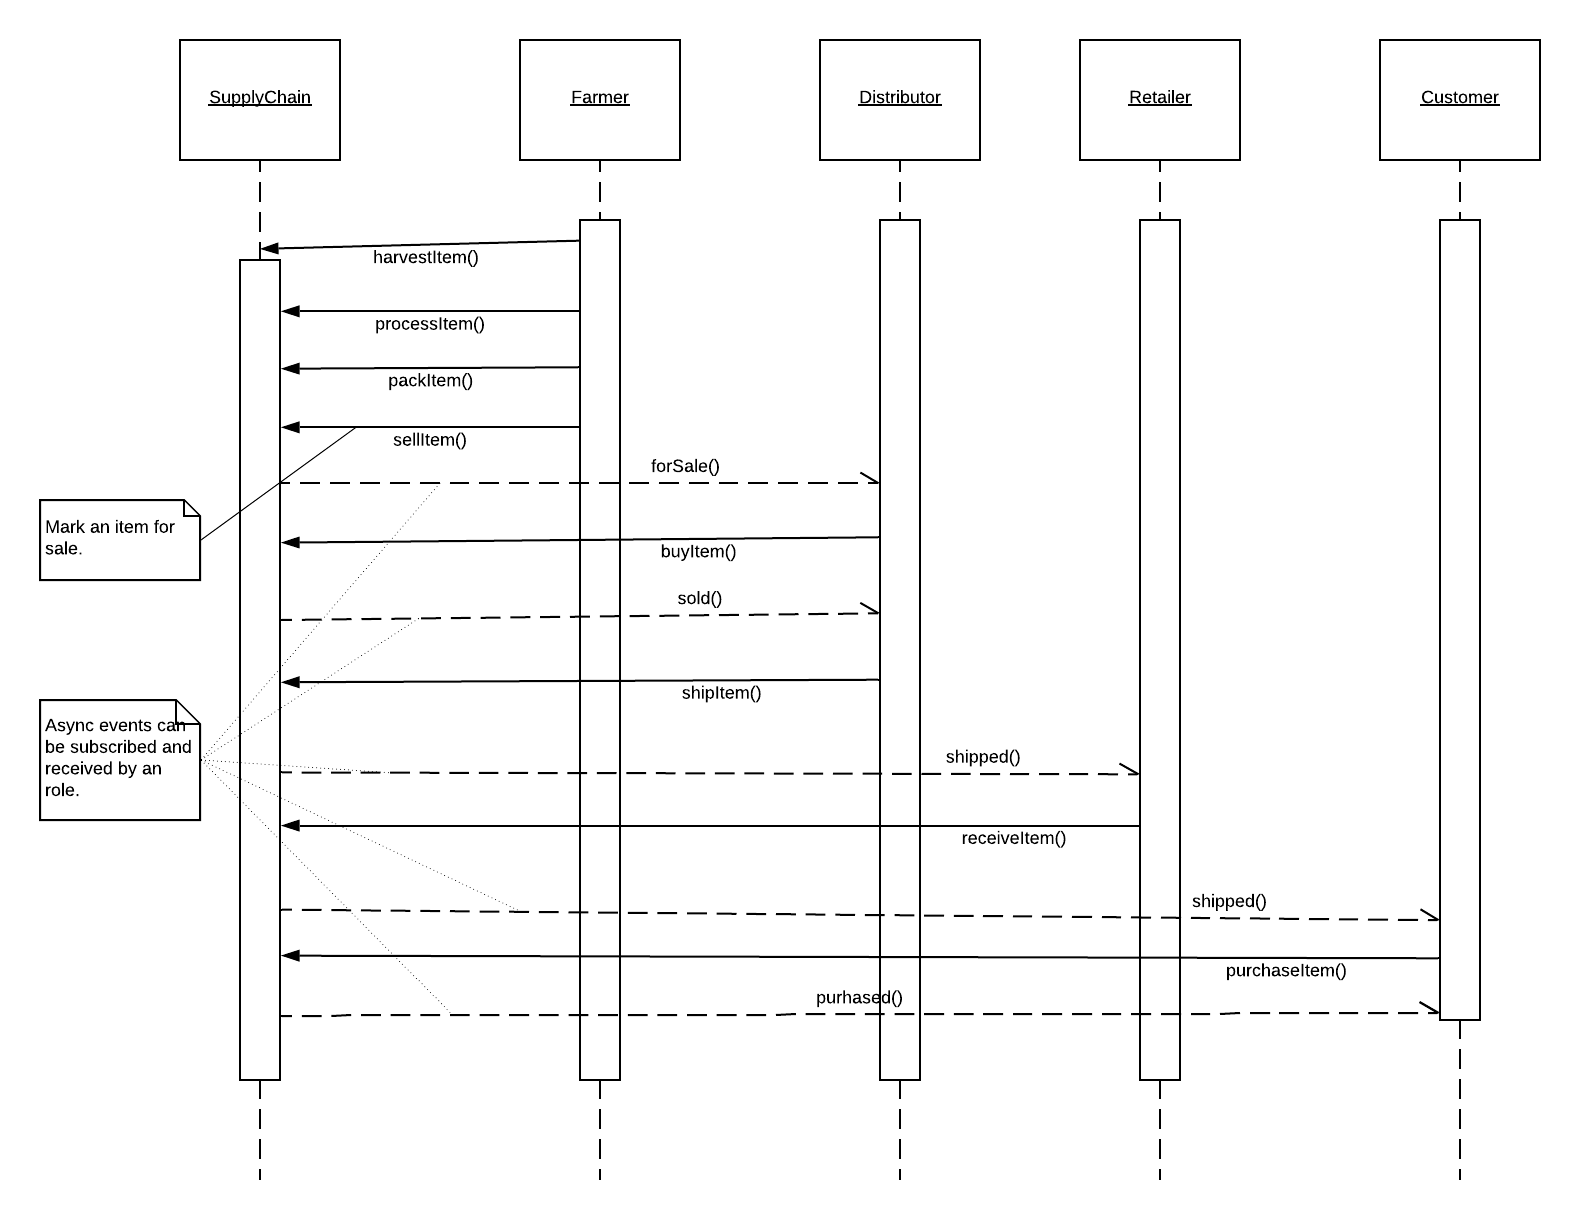 SupplyChain
Farmer
Distributor
Retailer
Customer
harvestItem()
processItem()
packItem()
sellItem()
forSale()
Mark an item for
sale.
buyItem()
sold()
shipItem()
Async events can
be subscribed and
received by an
role.
shipped()
receiveItem()
shipped()
purchaseItem()
purhased()